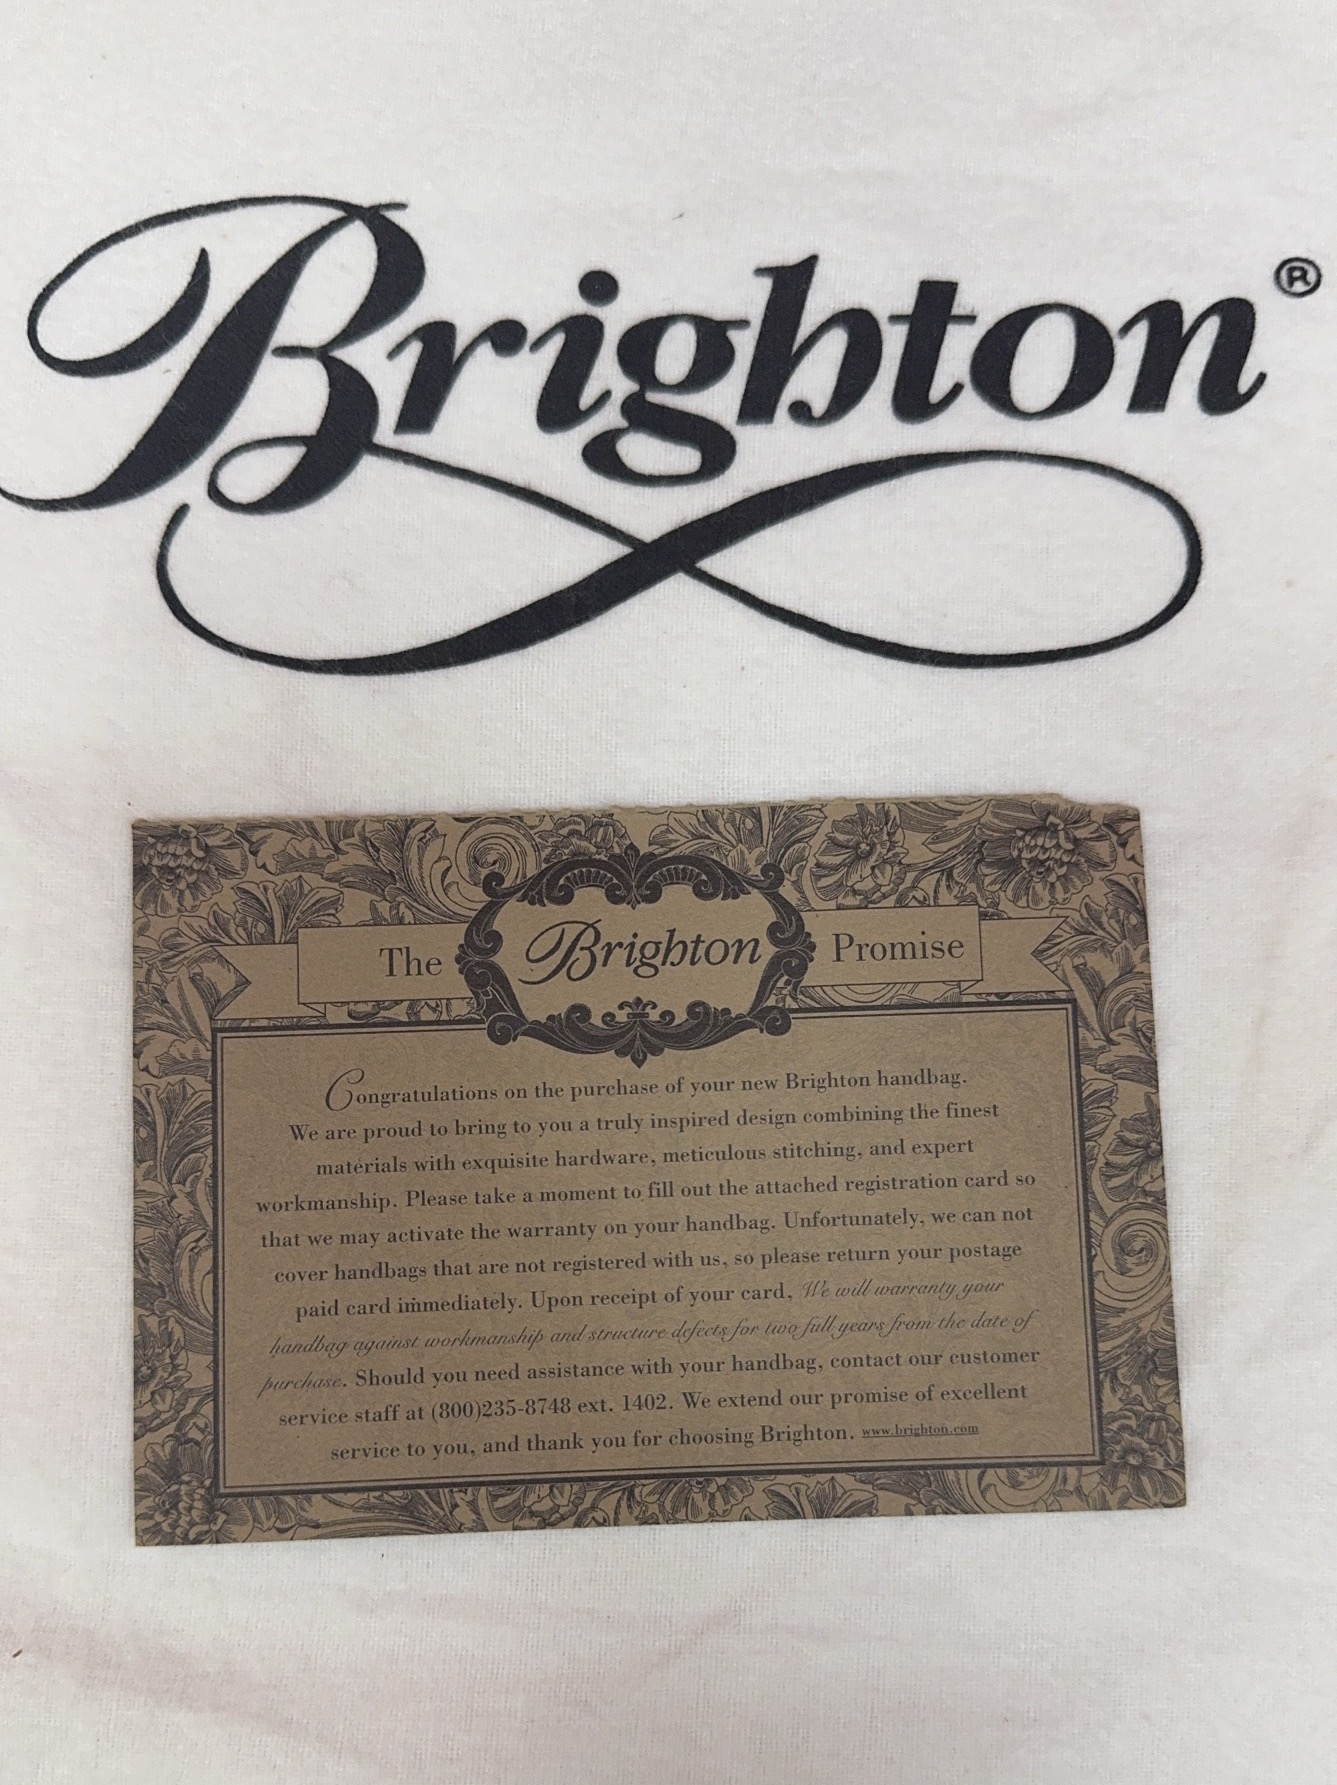 Brighton®
The Brighton Promise
Congratulations on the purchase of your new Brighton handbag.
We are proud to bring to you a truly inspired design combining the finest
materials with exquisite hardware, meticulous stitching, and expert
workmanship. Please take a moment to fill out the attached registration card so
that we may activate the warranty on your handbag. Unfortunately, we can not
cover handbags that are not registered with us, so please return your postage
paid card immediately. Upon receipt of your card, We will warranty your
handbag against workmanship and structure defects for two full years from the date of
purchase. Should you need assistance with your handbag, contact our customer
service staff at (800)235-8748 ext. 1402. We extend our promise of excellent
service to you, and thank you for choosing Brighton. www.brighton.com